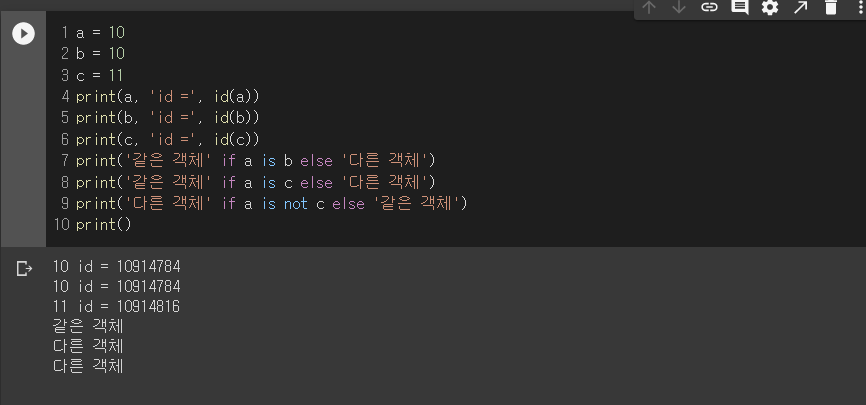 1 a = 10
2 b = 10
3 c = 11
4 print(a, 'id =', id(a))
5 print(b, 'id =', id(b))
6 print(c, 'id =', id(c))
7 print('같은 객체' if a is b else '다른 객체')
8 print('같은 객체' if a is c else '다른 객체')
9 print('다른 객체' if a is not c else '같은 객체')
10 print()
10 id = 10914784
10 id = 10914784
11 id = 10914816
같은 객체
다른 객체
다른 객체